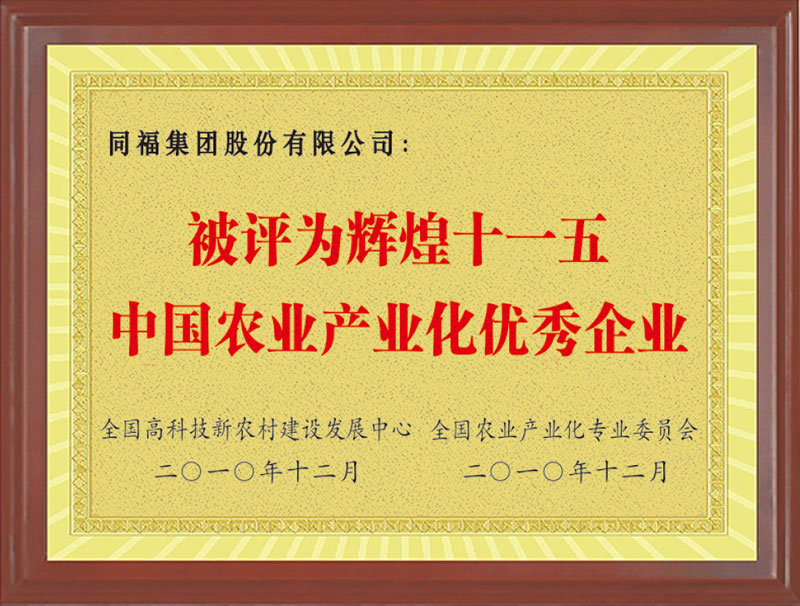 同福集团股份有限公司：
被评为辉煌十一五
中国农业产业化优秀企业
全国高科技新农村建设发展中心 全国农业产业化专业委员会
二〇一〇年十二月 二〇一〇年十二月